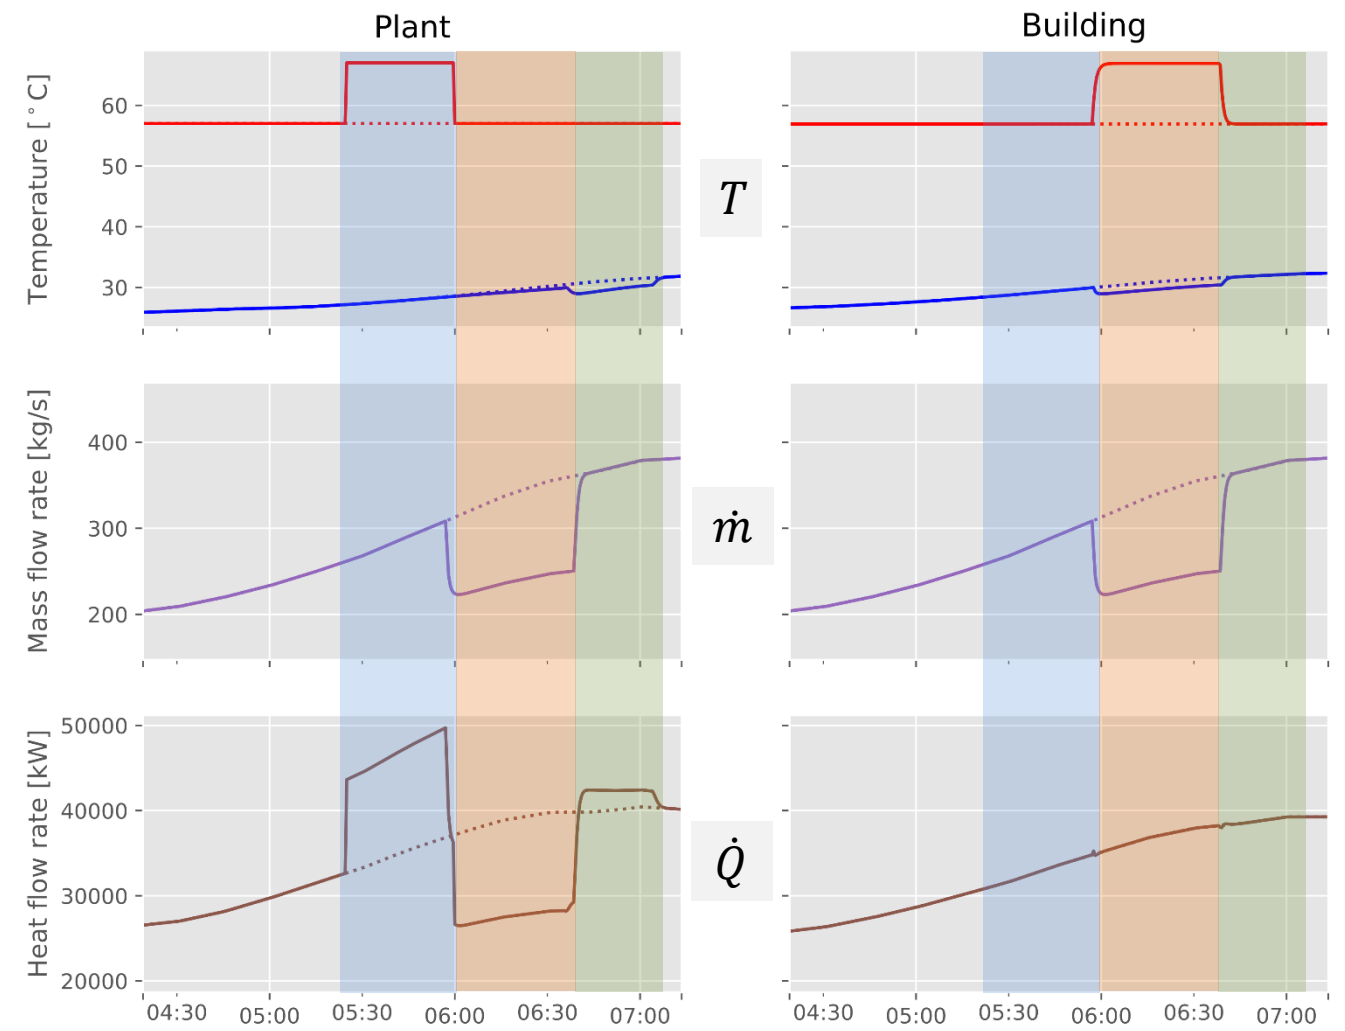 Plant
Building
Temperature [°C]
60
50
40
30
T
Mass flow rate [kg/s]
400
300
200
ṁ
Heat flow rate [kW]
50000
40000
30000
20000
Q̇
04:30 05:00 05:30 06:00 06:30 07:00
04:30 05:00 05:30 06:00 06:30 07:00